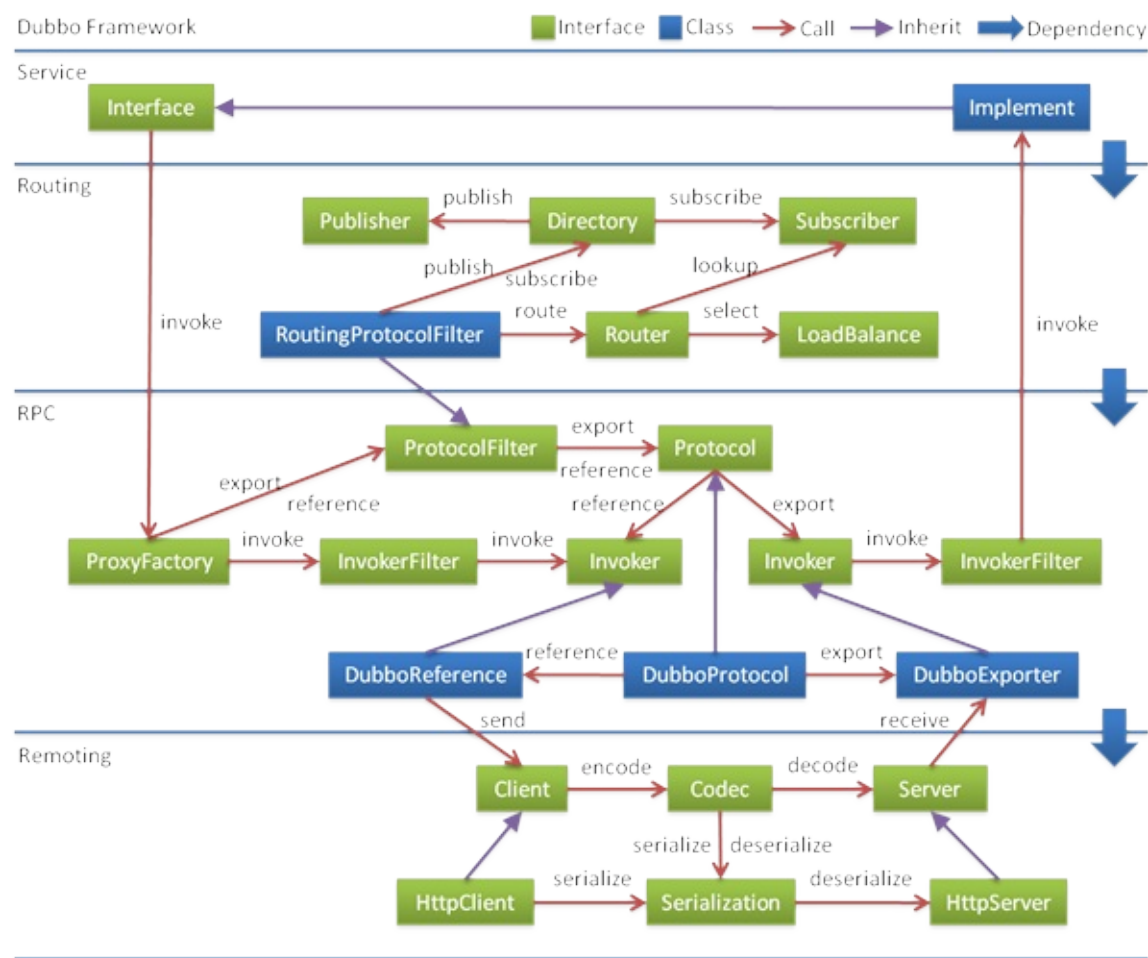 Dubbo Framework
Interface Class Call Inherit Dependency
Service
Interface Implement
Routing
publish subscribe
Publisher Directory Subscriber
publish lookup
subscribe
invoke route select invoke
RoutingProtocolFilter Router LoadBalance
RPC
export
ProtocolFilter Protocol
reference
export reference export
reference
invoke invoke invoke
ProxyFactory InvokerFilter Invoker Invoker InvokerFilter
reference export
DubboReference DubboProtocol DubboExporter
send receive
Remoting
encode decode
Client Codec Server
serialize deserialize
serialize deserialize
HttpClient Serialization HttpServer